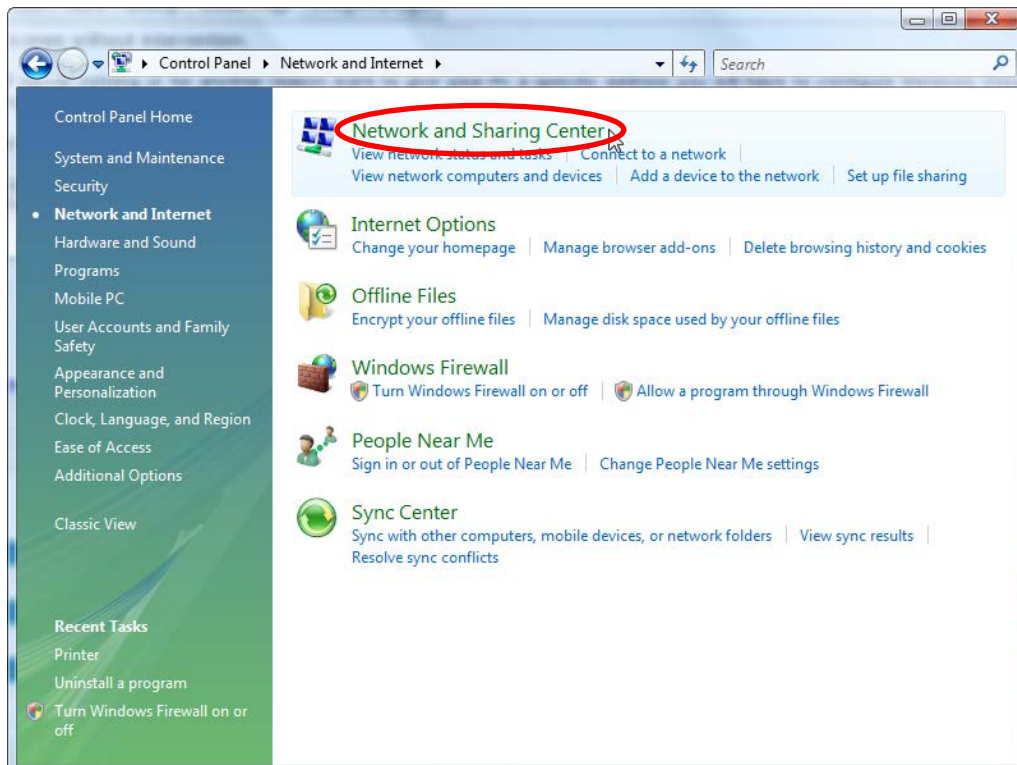 Control Panel Network and Internet Search
Control Panel Home
System and Maintenance
Security
• Network and Internet
Hardware and Sound
Programs
Mobile PC
User Accounts and Family
Safety
Appearance and
Personalization
Clock, Language, and Region
Ease of Access
Additional Options
Classic View
Recent Tasks
Printer
Uninstall a program
Turn Windows Firewall on or
off
Network and Sharing Center
View network status and tasks Connect to a network
View network computers and devices Add a device to the network Set up file sharing
Internet Options
Change your homepage Manage browser add-ons Delete browsing history and cookies
Offline Files
Encrypt your offline files Manage disk space used by your offline files
Windows Firewall
Turn Windows Firewall on or off Allow a program through Windows Firewall
People Near Me
Sign in or out of People Near Me Change People Near Me settings
Sync Center
Sync with other computers, mobile devices, or network folders View sync results
Resolve sync conflicts